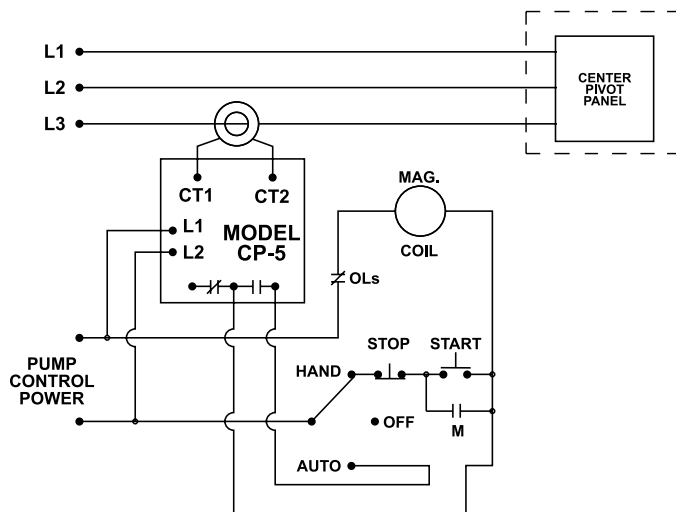 L1
L2
L3
CENTER
PIVOT
PANEL
CT1
CT2
L1
L2
MODEL
CP-5
MAG.
COIL
OLs
PUMP
CONTROL
POWER
HAND
STOP
START
OFF
M
AUTO